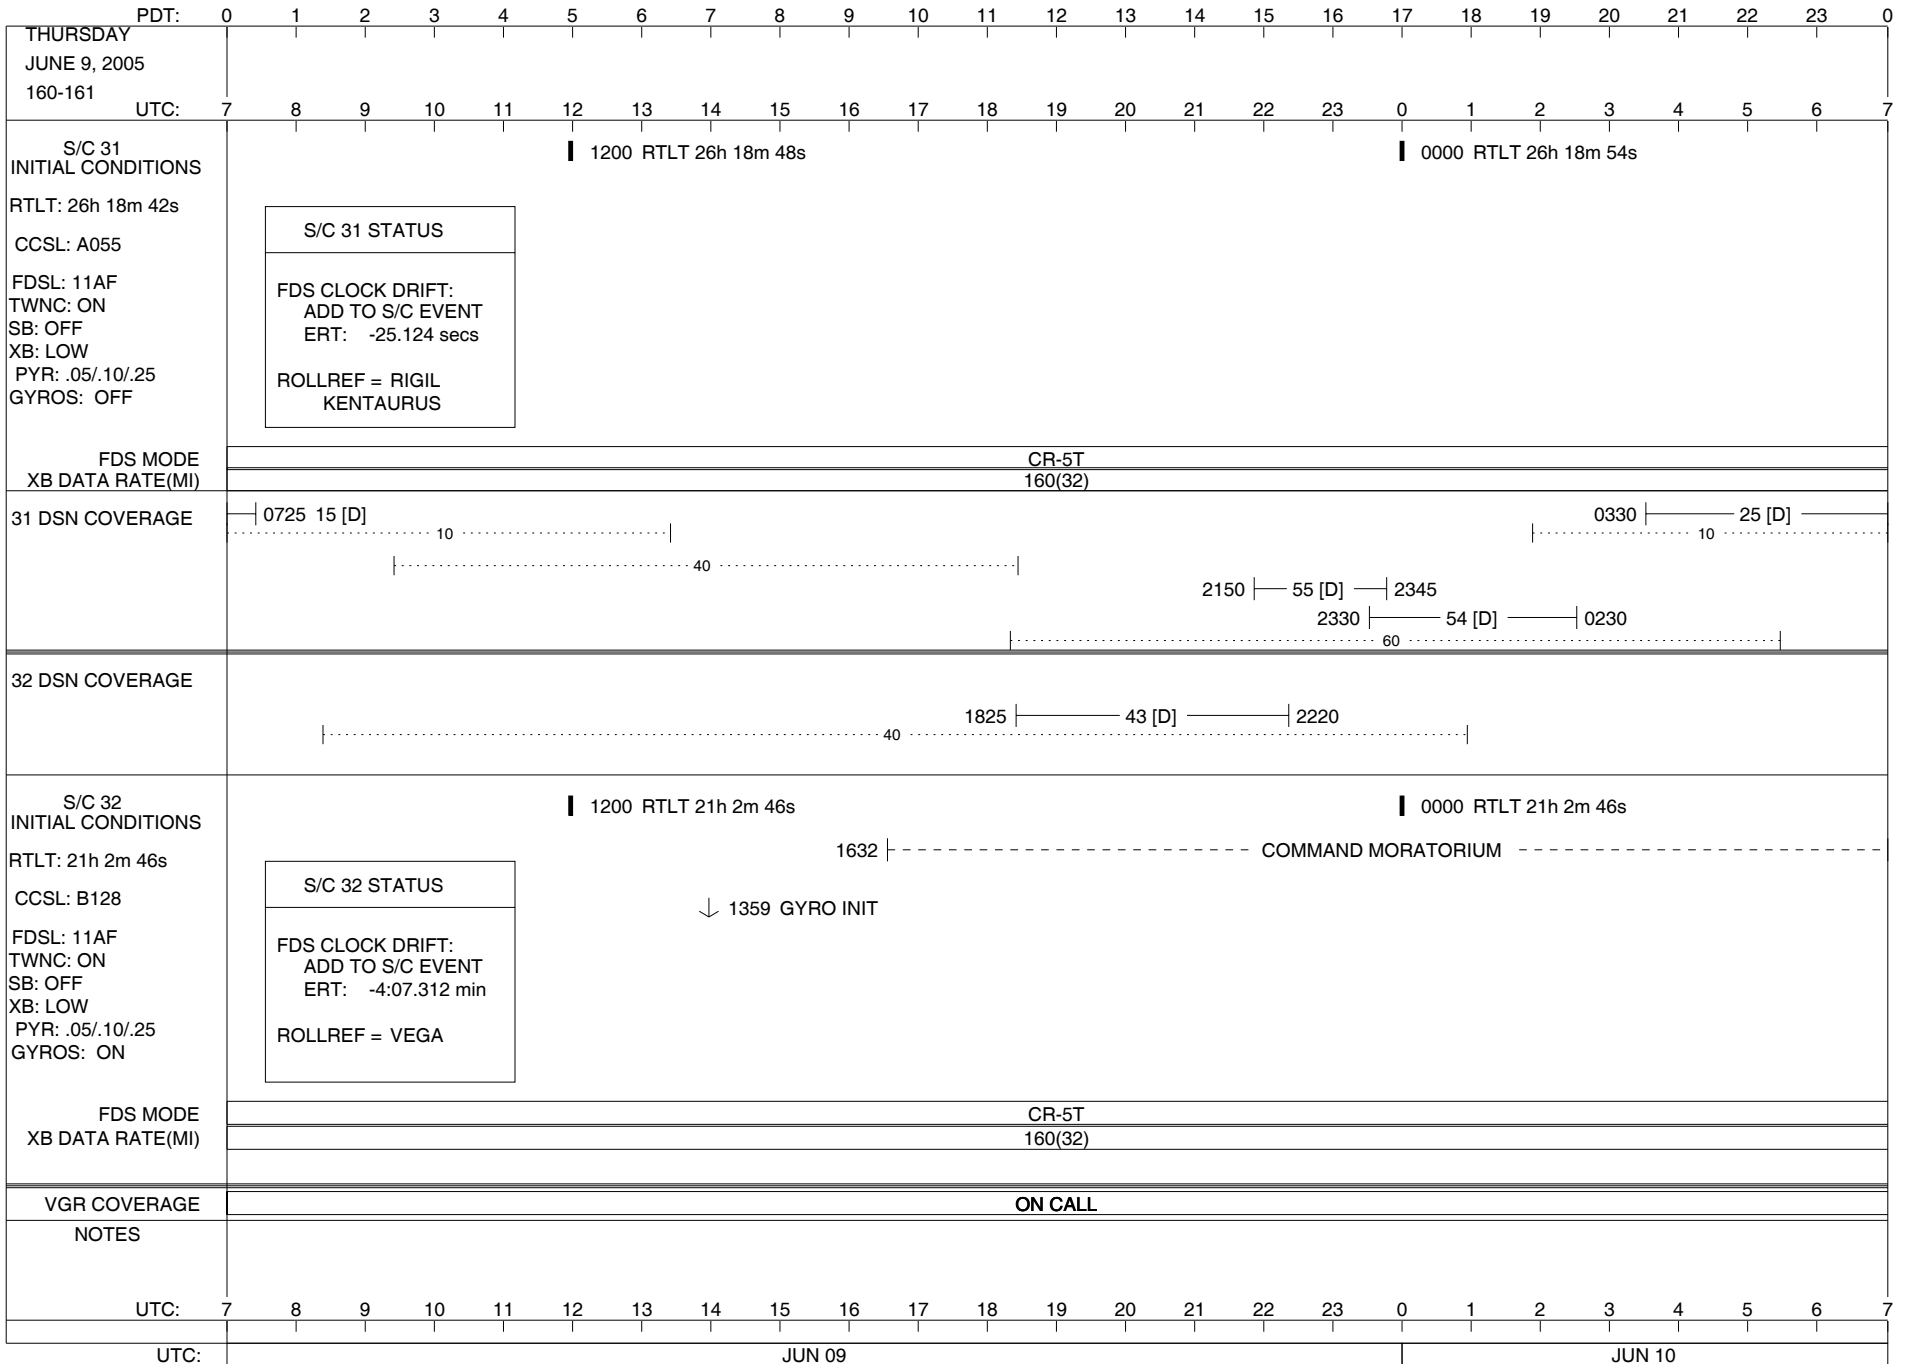 PDT: 0 1 2 3 4 5 6 7 8 9 10 11 12 13 14 15 16 17 18 19 20 21 22 23 0
THURSDAY
JUNE 9, 2005
160-161
UTC: 7 8 9 10 11 12 13 14 15 16 17 18 19 20 21 22 23 0 1 2 3 4 5 6 7
S/C 31
INITIAL CONDITIONS
1200 RTLT 26h 18m 48s
0000 RTLT 26h 18m 54s
RTLT: 26h 18m 42s
CCSL: A055
FDSL: 11AF
TWNC: ON
SB: OFF
XB: LOW
PYR: .05/.10/.25
GYROS: OFF
S/C 31 STATUS
FDS CLOCK DRIFT:
ADD TO S/C EVENT
ERT: -25.124 secs
ROLLREF = RIGIL
KENTAURUS
FDS MODE CR-5T
XB DATA RATE(MI) 160(32)
31 DSN COVERAGE
0725 15 [D]
0330 25 [D]
10
10
40
2150 55 [D] 2345
2330 54 [D] 0230
60
32 DSN COVERAGE
1825 43 [D] 2220
40
S/C 32
INITIAL CONDITIONS
1200 RTLT 21h 2m 46s
0000 RTLT 21h 2m 46s
1632 COMMAND MORATORIUM
RTLT: 21h 2m 46s
CCSL: B128
FDSL: 11AF
TWNC: ON
SB: OFF
XB: LOW
PYR: .05/.10/.25
GYROS: ON
S/C 32 STATUS
FDS CLOCK DRIFT:
ADD TO S/C EVENT
ERT: -4:07.312 min
ROLLREF = VEGA
1359 GYRO INIT
FDS MODE CR-5T
XB DATA RATE(MI) 160(32)
VGR COVERAGE ON CALL
NOTES
UTC: 7 8 9 10 11 12 13 14 15 16 17 18 19 20 21 22 23 0 1 2 3 4 5 6 7
UTC: JUN 09 JUN 10